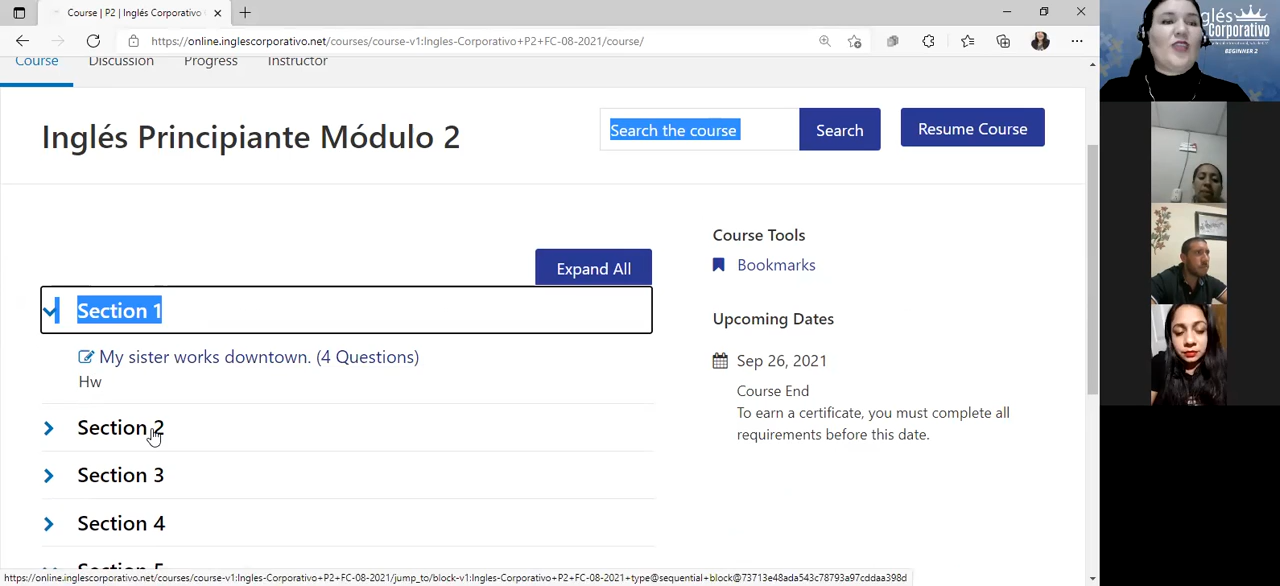 Course | P2 | Inglés Corporativo
https://online.inglescorporativo.net/courses/course-v1:Ingles-Corporativo+P2+FC-08-2021/course/
Course Discussion Progress Instructor
Inglés Principiante Módulo 2
Search the course
Search
Resume Course
Expand All
Section 1
My sister works downtown. (4 Questions)
Hw
Section 2
Section 3
Section 4
Section 5
Course Tools
Bookmarks
Upcoming Dates
Sep 26, 2021
Course End
To earn a certificate, you must complete all
requirements before this date.
https://online.inglescorporativo.net/courses/course-v1:Ingles-Corporativo+P2+FC-08-2021/jump_to/block-v1:Ingles-Corporativo+P2+FC-08-2021+type@sequential+block@73713e48ada543c78793a97cddaa398d
glés
Corporativo
BEGINNER 2